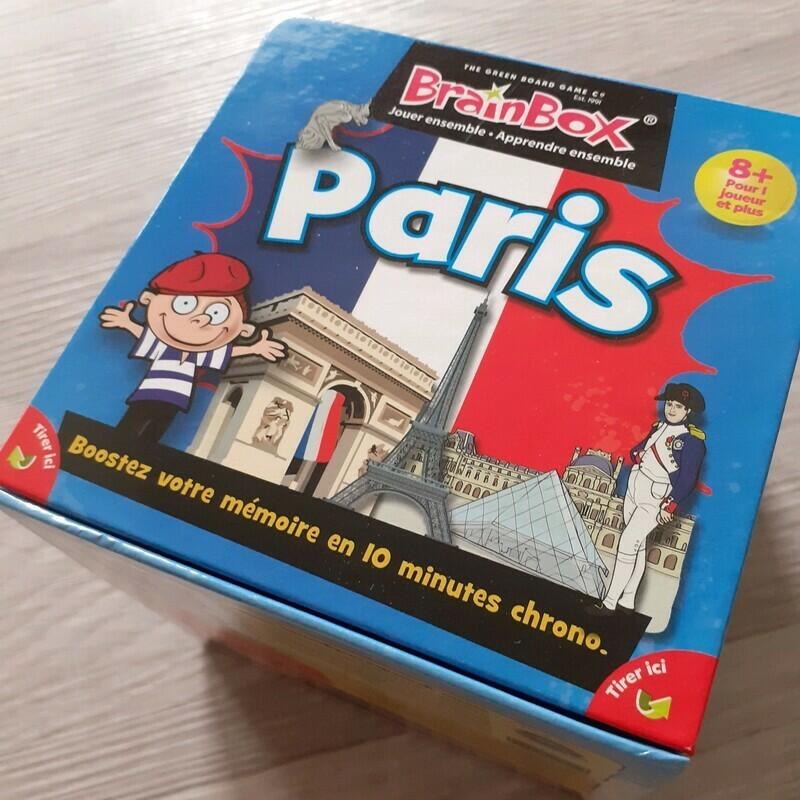 THE GREEN BOARD GAME Co
Est. 1991
BrainBox®
Jouer ensemble • Apprendre ensemble
8+
Pour 1
joueur
et plus
Paris
Tirer ici
Boostez votre mémoire en 10 minutes chrono.
Tirer ici